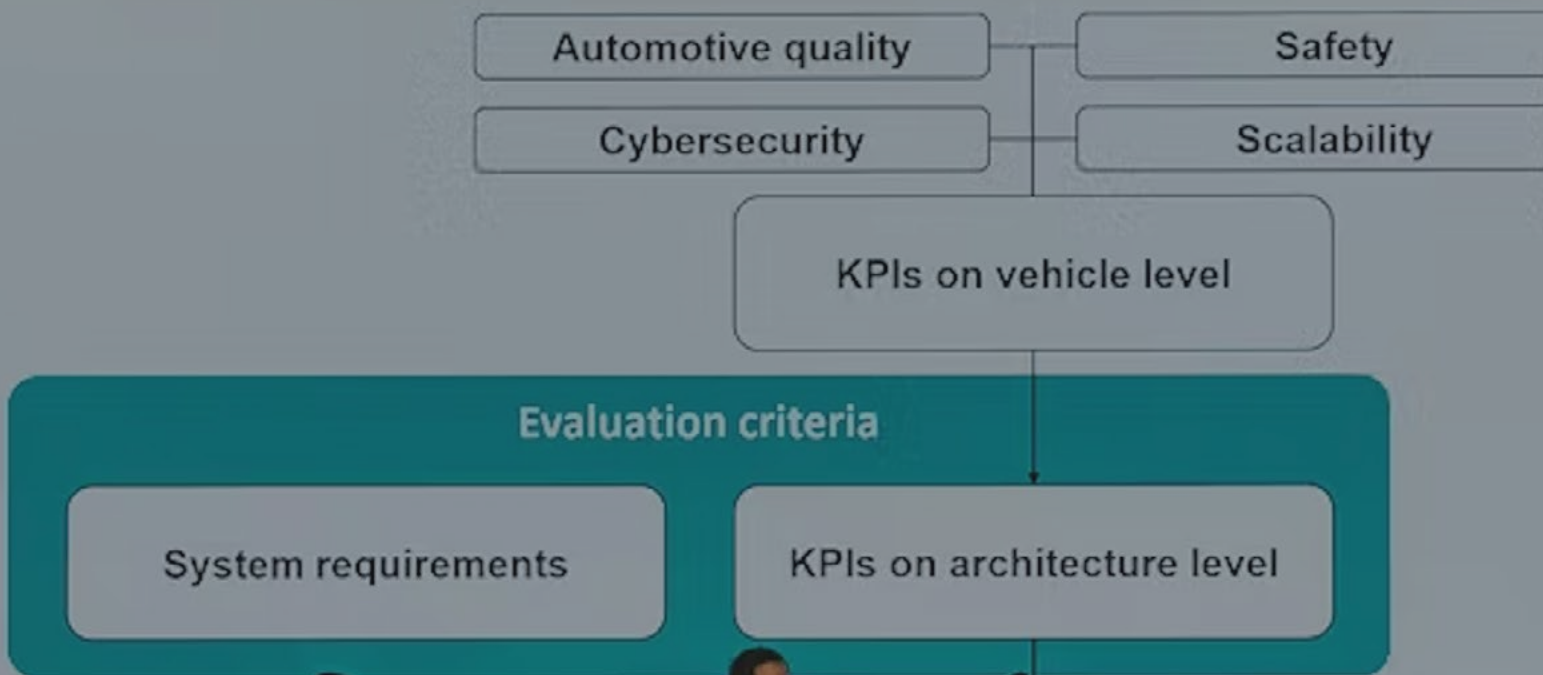 Automotive quality
Safety
Cybersecurity
Scalability
KPIs on vehicle level
Evaluation criteria
System requirements
KPIs on architecture level